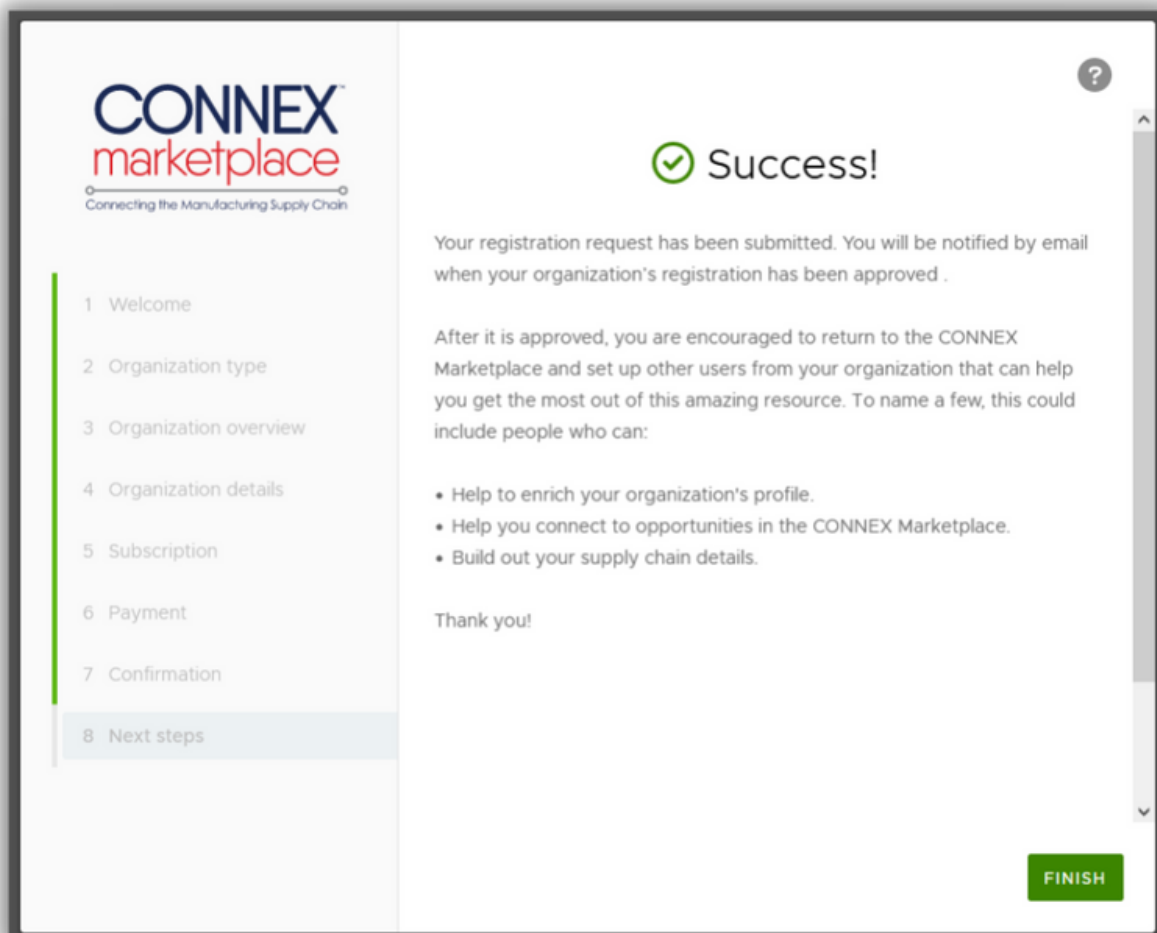 CONNEX™
marketplace
Connecting the Manufacturing Supply Chain
1 Welcome
2 Organization type
3 Organization overview
4 Organization details
5 Subscription
6 Payment
7 Confirmation
8 Next steps
?
Success!
Your registration request has been submitted. You will be notified by email
when your organization's registration has been approved .
After it is approved, you are encouraged to return to the CONNEX
Marketplace and set up other users from your organization that can help
you get the most out of this amazing resource. To name a few, this could
include people who can:
• Help to enrich your organization's profile.
• Help you connect to opportunities in the CONNEX Marketplace.
• Build out your supply chain details.
Thank you!
FINISH